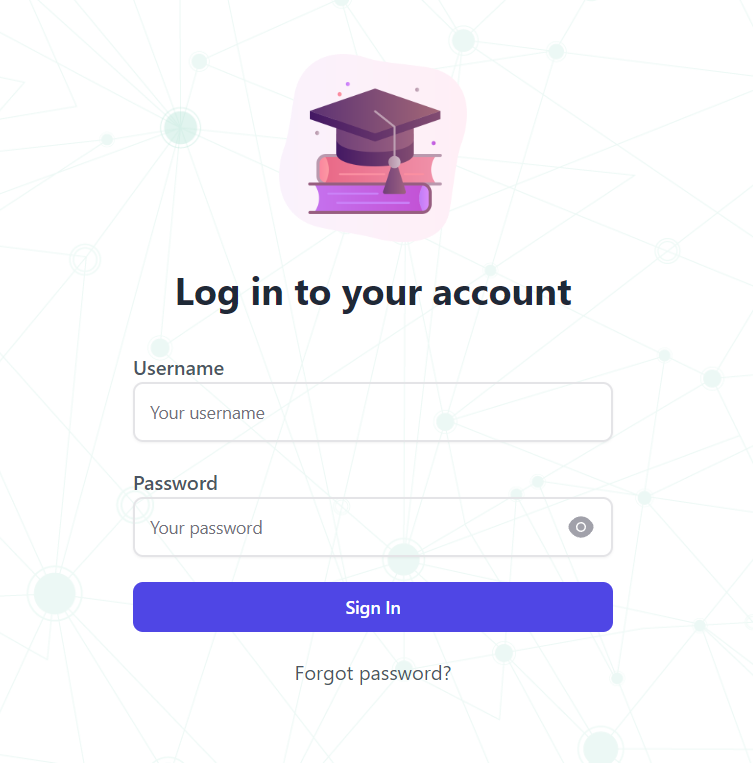 Log in to your account
Username
Your username
Password
Your password
Sign In
Forgot password?